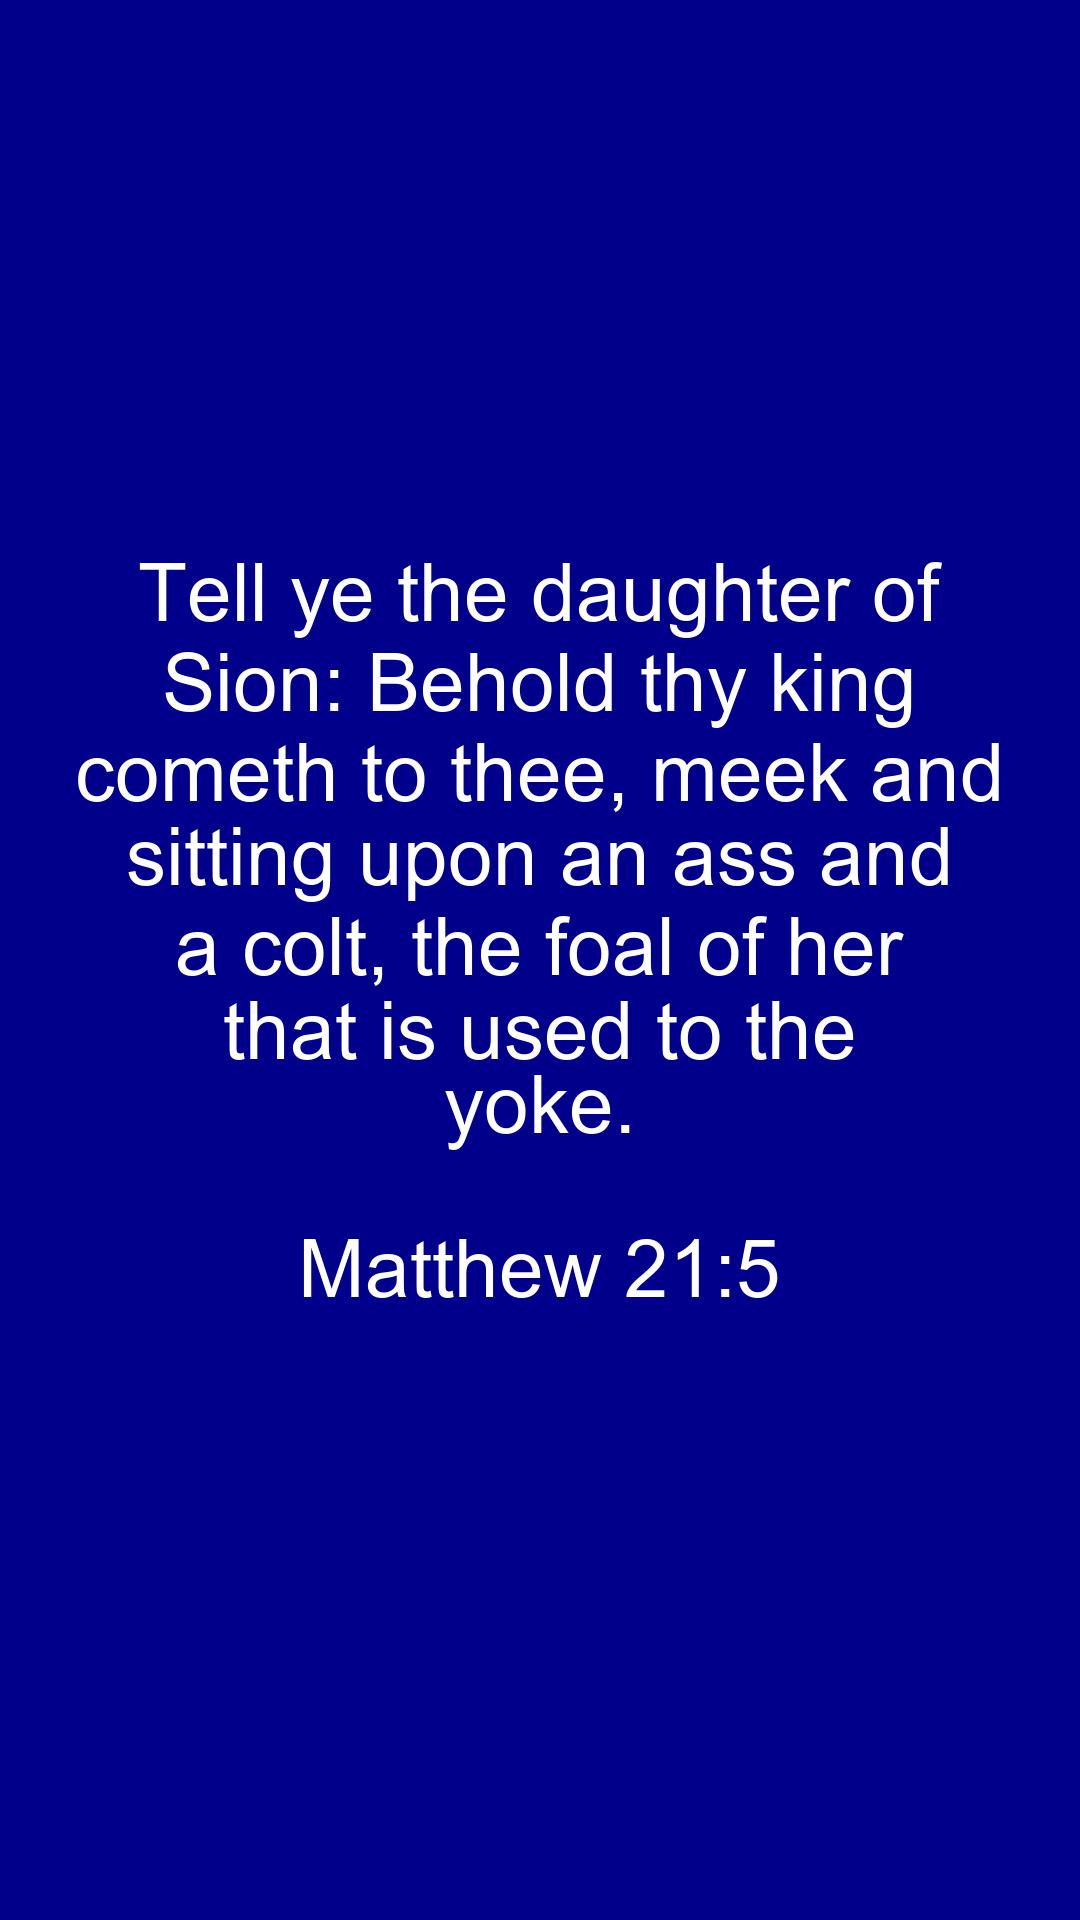 Tell ye the daughter of
Sion: Behold thy king
cometh to thee, meek and
sitting upon an ass and
a colt, the foal of her
that is used to the
yoke.
Matthew 21:5